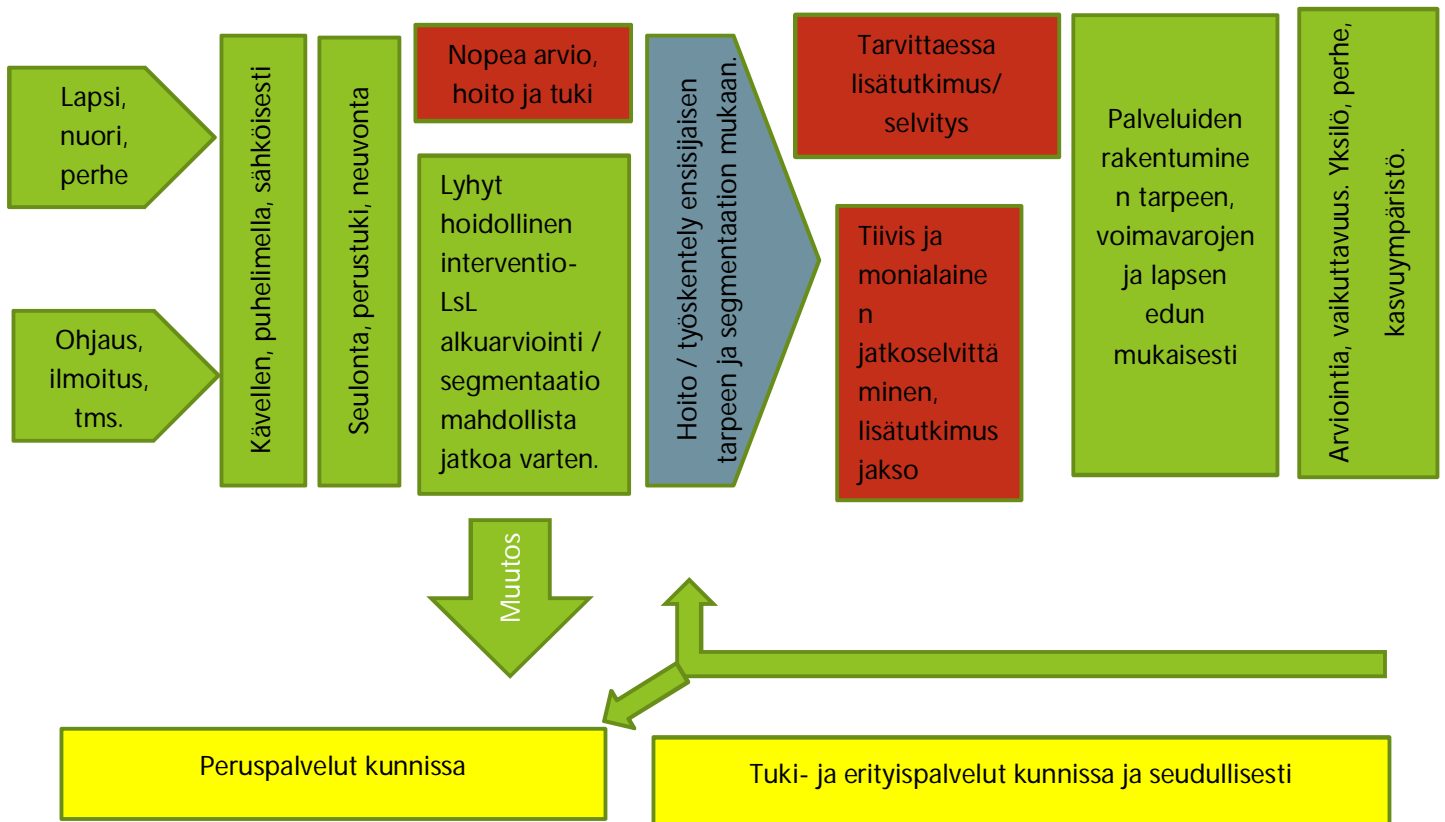 Lapsi,
nuori,
perhe
Ohjaus,
ilmoitus,
tms.
Kävellen, puhelimella, sähköisesti
Seulonta, perustuki, neuvonta
Nopea arvio,
hoito ja tuki
Lyhyt
hoidollinen
interventio-
LsL
alkuarviointi /
segmentaatio
mahdollista
jatkoa varten.
Hoito / työskentely ensisijaisen
tarpeen ja segmentaation mukaan.
Tarvittaessa
lisätutkimus/
selvitys
Tiivis ja
monialaine
n
jatkoselvittä
minen,
lisätutkimus
jakso
Palveluiden
rakentumine
n tarpeen,
voimavarojen
ja lapsen
edun
mukaisesti
Arviointia, vaikuttavuus. Yksilö, perhe,
kasvuympäristö.
Muutos
Peruspalvelut kunnissa
Tuki- ja erityispalvelut kunnissa ja seudullisesti